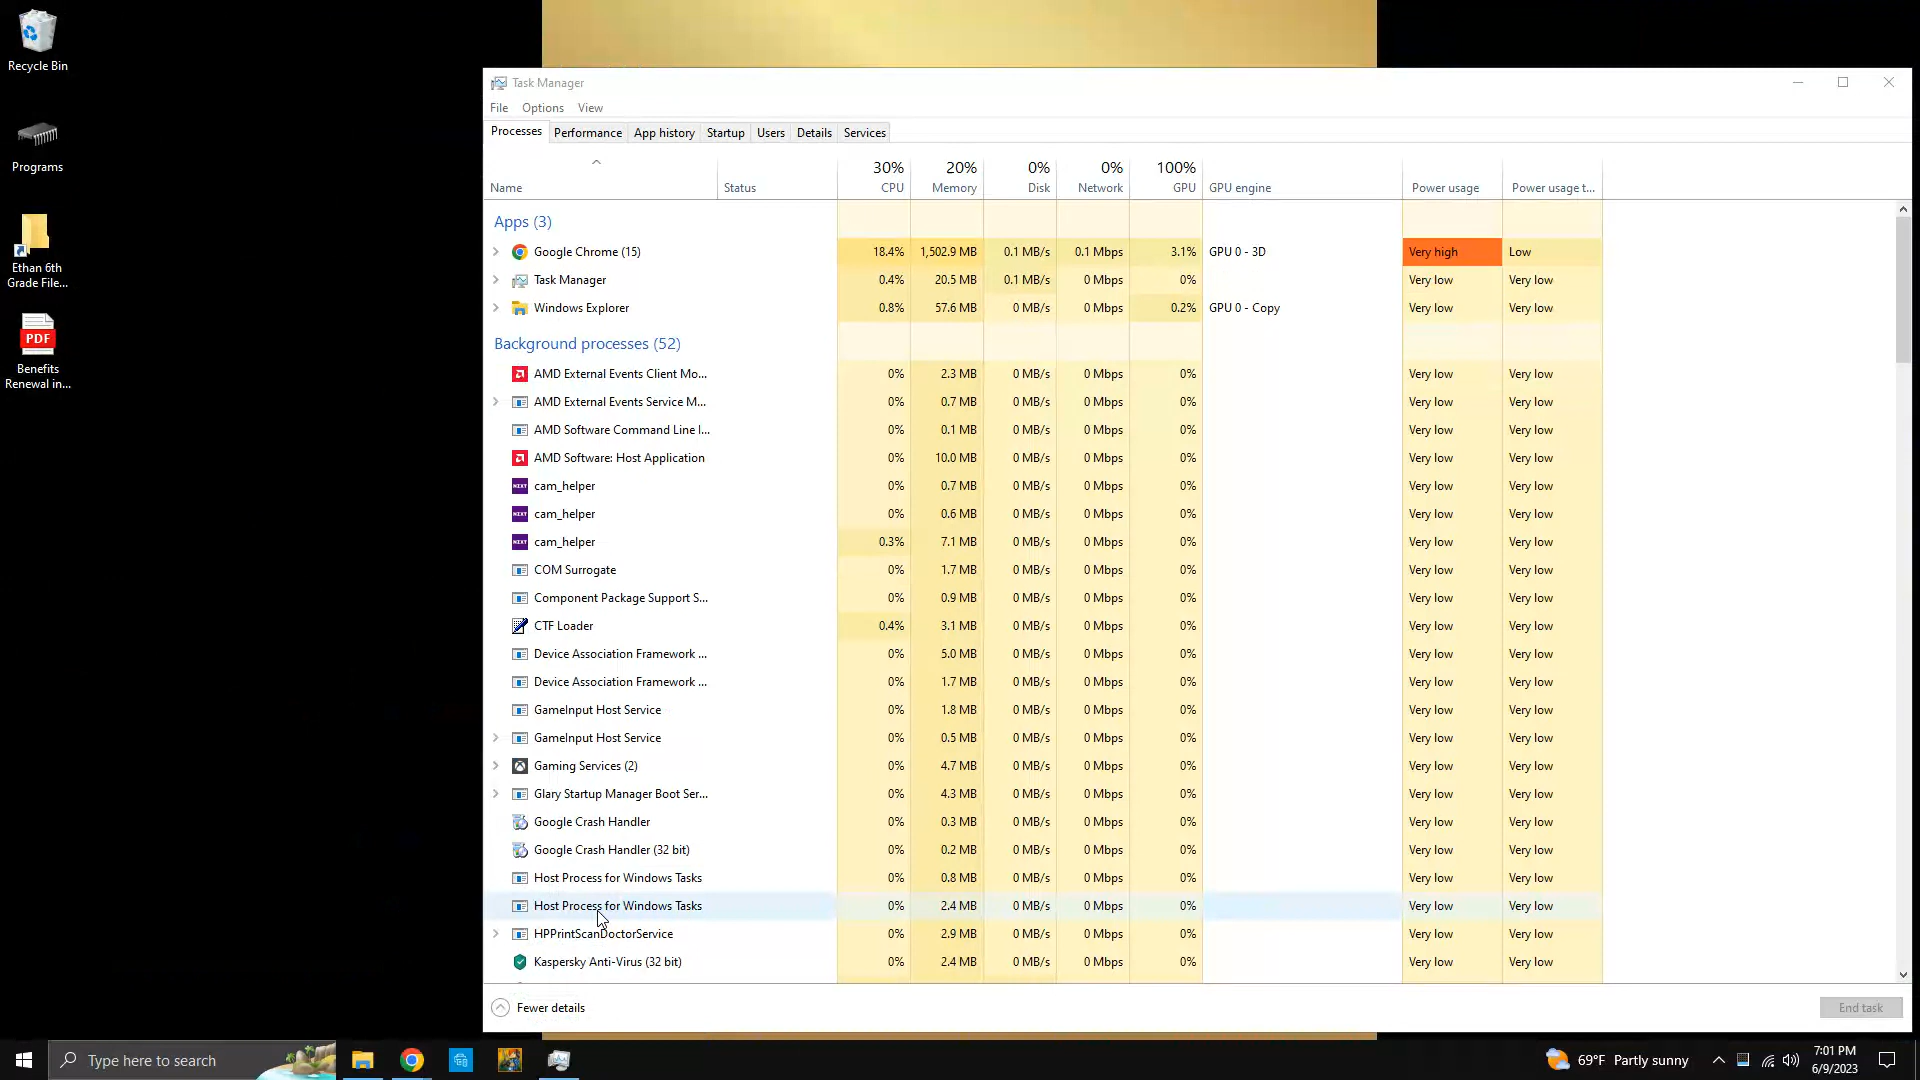 Recycle Bin
Programs
Ethan 6th
Grade File...
PDF
Benefits
Renewal in...
Task Manager
File Options View
Processes Performance App history Startup Users Details Services
30% 20% 0% 0% 100%
Name Status CPU Memory Disk Network GPU GPU engine Power usage Power usage t...
Apps (3)
Google Chrome (15) 18.4% 1,502.9 MB 0.1 MB/s 0.1 Mbps 3.1% GPU 0 - 3D Very high Low
Task Manager 0.4% 20.5 MB 0.1 MB/s 0 Mbps 0% Very low Very low
Windows Explorer 0.8% 57.6 MB 0 MB/s 0 Mbps 0.2% GPU 0 - Copy Very low Very low
Background processes (52)
AMD External Events Client Mo... 0% 2.3 MB 0 MB/s 0 Mbps 0% Very low Very low
AMD External Events Service M... 0% 0.7 MB 0 MB/s 0 Mbps 0% Very low Very low
AMD Software Command Line I... 0% 0.1 MB 0 MB/s 0 Mbps 0% Very low Very low
AMD Software: Host Application 0% 10.0 MB 0 MB/s 0 Mbps 0% Very low Very low
NZXT cam_helper 0% 0.7 MB 0 MB/s 0 Mbps 0% Very low Very low
NZXT cam_helper 0% 0.6 MB 0 MB/s 0 Mbps 0% Very low Very low
NZXT cam_helper 0.3% 7.1 MB 0 MB/s 0 Mbps 0% Very low Very low
COM Surrogate 0% 1.7 MB 0 MB/s 0 Mbps 0% Very low Very low
Component Package Support S... 0% 0.9 MB 0 MB/s 0 Mbps 0% Very low Very low
CTF Loader 0.4% 3.1 MB 0 MB/s 0 Mbps 0% Very low Very low
Device Association Framework ... 0% 5.0 MB 0 MB/s 0 Mbps 0% Very low Very low
Device Association Framework ... 0% 1.7 MB 0 MB/s 0 Mbps 0% Very low Very low
GameInput Host Service 0% 1.8 MB 0 MB/s 0 Mbps 0% Very low Very low
GameInput Host Service 0% 0.5 MB 0 MB/s 0 Mbps 0% Very low Very low
Gaming Services (2) 0% 4.7 MB 0 MB/s 0 Mbps 0% Very low Very low
Glary Startup Manager Boot Ser... 0% 4.3 MB 0 MB/s 0 Mbps 0% Very low Very low
Google Crash Handler 0% 0.3 MB 0 MB/s 0 Mbps 0% Very low Very low
Google Crash Handler (32 bit) 0% 0.2 MB 0 MB/s 0 Mbps 0% Very low Very low
Host Process for Windows Tasks 0% 0.8 MB 0 MB/s 0 Mbps 0% Very low Very low
Host Process for Windows Tasks 0% 2.4 MB 0 MB/s 0 Mbps 0% Very low Very low
HPPrintScanDoctorService 0% 2.9 MB 0 MB/s 0 Mbps 0% Very low Very low
Kaspersky Anti-Virus (32 bit) 0% 2.4 MB 0 MB/s 0 Mbps 0% Very low Very low
Fewer details End task
Type here to search 69°F Partly sunny 7:01 PM
6/9/2023